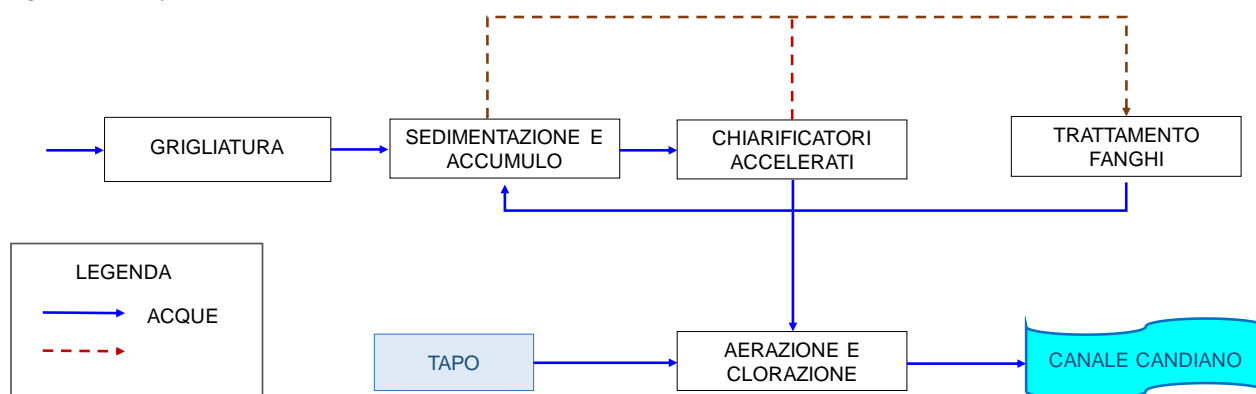 GRIGLIATURA
SEDIMENTAZIONE E
ACCUMULO
CHIARIFICATORI
ACCELERATI
TRATTAMENTO
FANGHI
LEGENDA
ACQUE
TAPO
AERAZIONE E
CLORAZIONE
CANALE CANDIANO